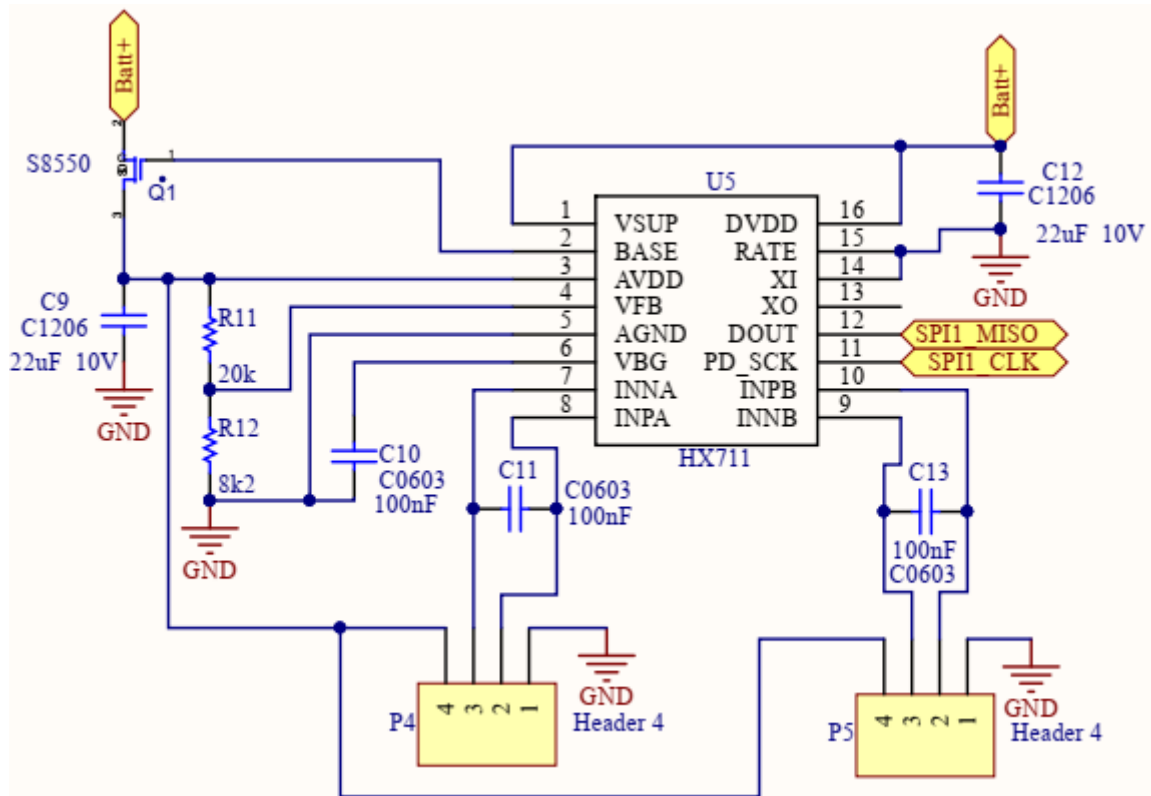 Batt+
Batt+
2
S8550
1
Q1
3
C12
C1206
22uF 10V
GND
U5
1 VSUP DVDD 16
2 BASE RATE 15
3 AVDD XI 14
4 VFB XO 13
5 AGND DOUT 12
6 VBG PD_SCK 11
7 INNA INPB 10
8 INPA INNB 9
HX711
SPI1_MISO
SPI1_CLK
C9
C1206
22uF 10V
GND
R11
20k
R12
8k2
GND
C10
C0603
100nF
C11
C0603
100nF
C13
100nF
C0603
P4
4 3 2 1
GND
Header 4
P5
4 3 2 1
GND
Header 4